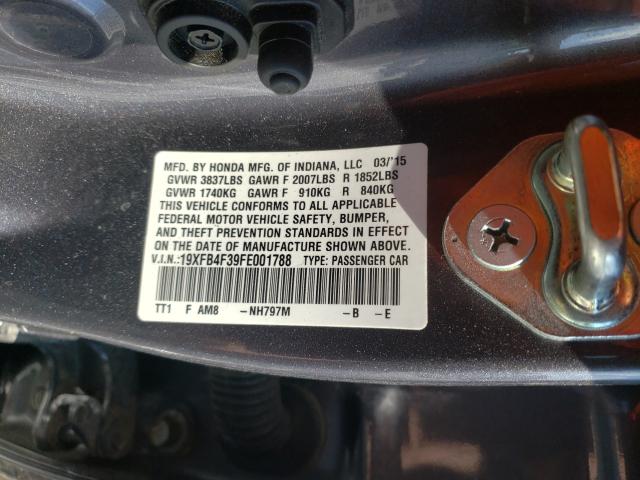 MFD. BY HONDA MFG. OF INDIANA, LLC 03/'15
GVWR 3837LBS GAWR F 2007LBS R 1852LBS
GVWR 1740KG GAWR F 910KG R 840KG
THIS VEHICLE CONFORMS TO ALL APPLICABLE
FEDERAL MOTOR VEHICLE SAFETY, BUMPER,
AND THEFT PREVENTION STANDARDS IN EFFECT
ON THE DATE OF MANUFACTURE SHOWN ABOVE.
V.I.N.:19XFB4F39FE001788 TYPE: PASSENGER CAR
TT1 F AM8 -NH797M -B -E